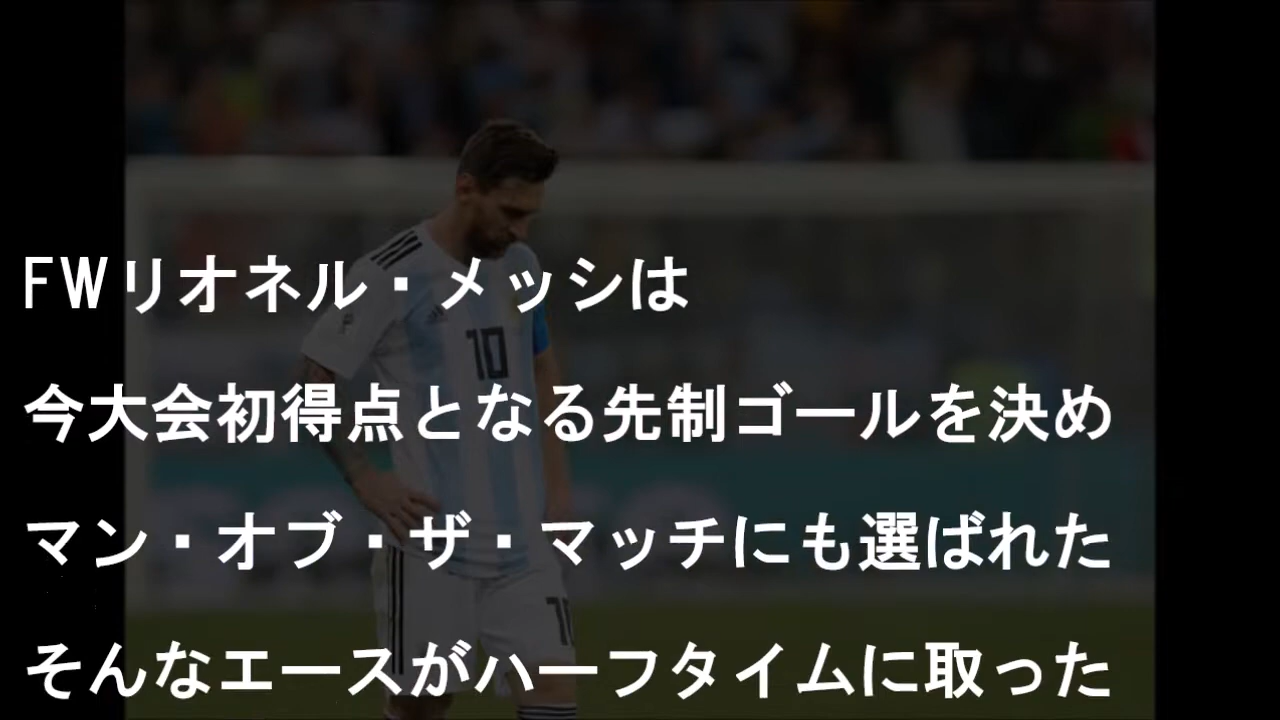 FWリオネル・メッシは
今大会初得点となる先制ゴールを決め
マン・オブ・ザ・マッチにも選ばれた
そんなエースがハーフタイムに取った
10
10